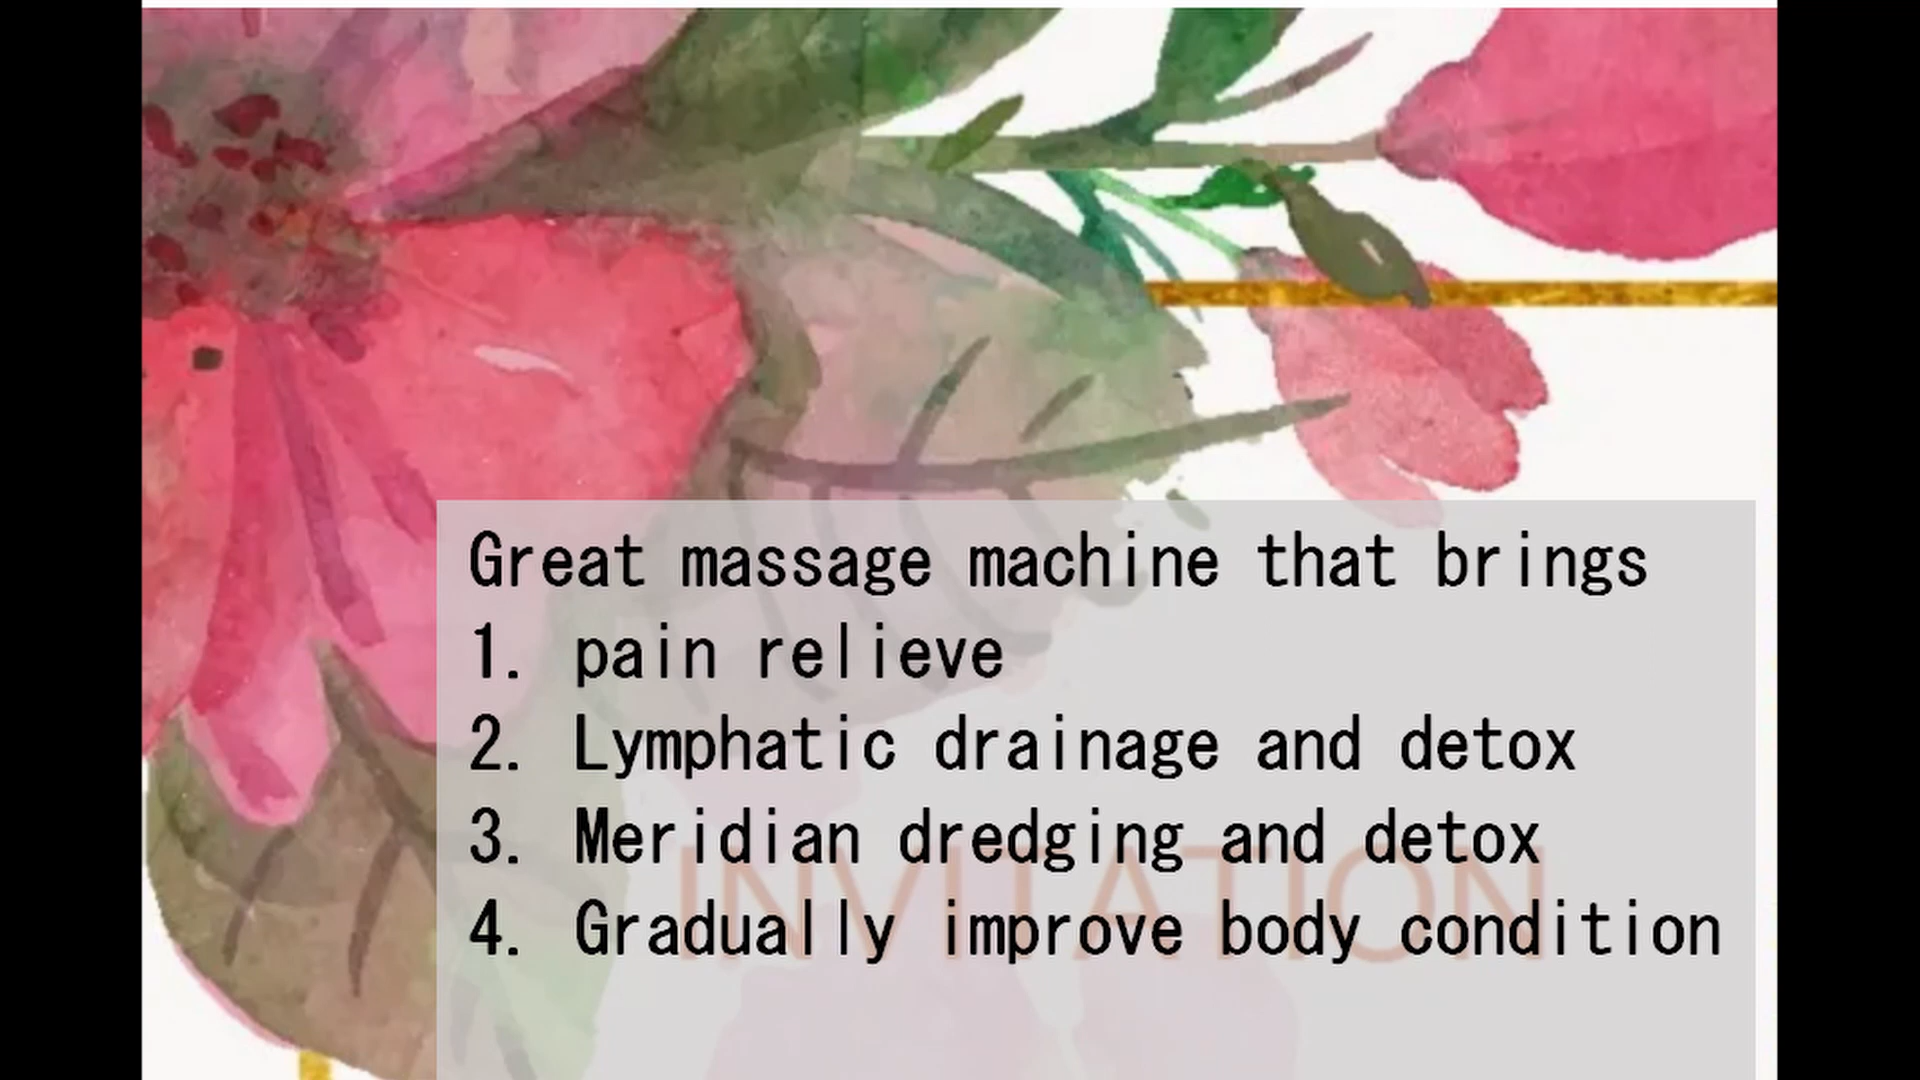 Great massage machine that brings
1. pain relieve
2. Lymphatic drainage and detox
3. Meridian dredging and detox
4. Gradually improve body condition
INVITATION